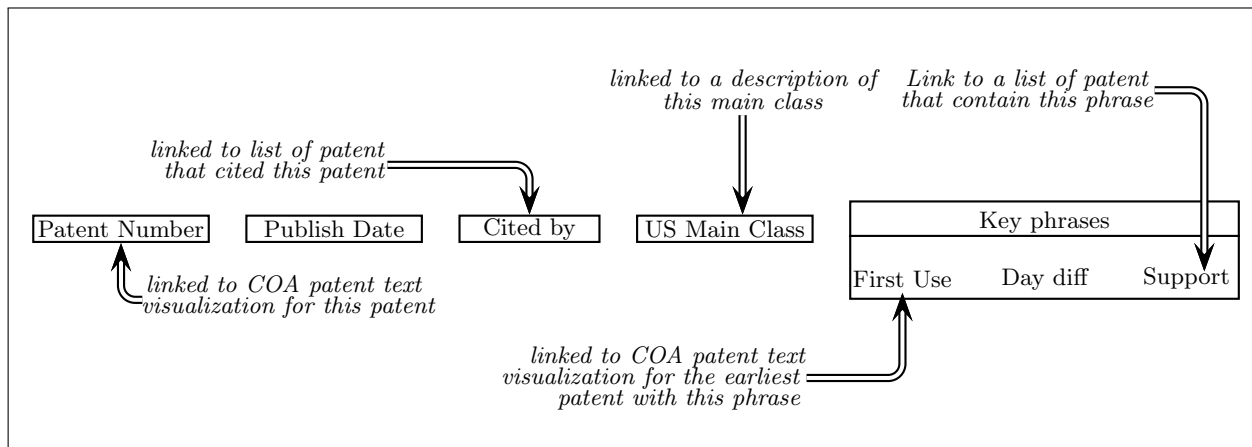 linked to a description of
this main class
Link to a list of patent
that contain this phrase
linked to list of patent
that cited this patent
Patent Number
Publish Date
Cited by
US Main Class
Key phrases
First Use
Day diff
Support
linked to COA patent text
visualization for this patent
linked to COA patent text
visualization for the earliest
patent with this phrase